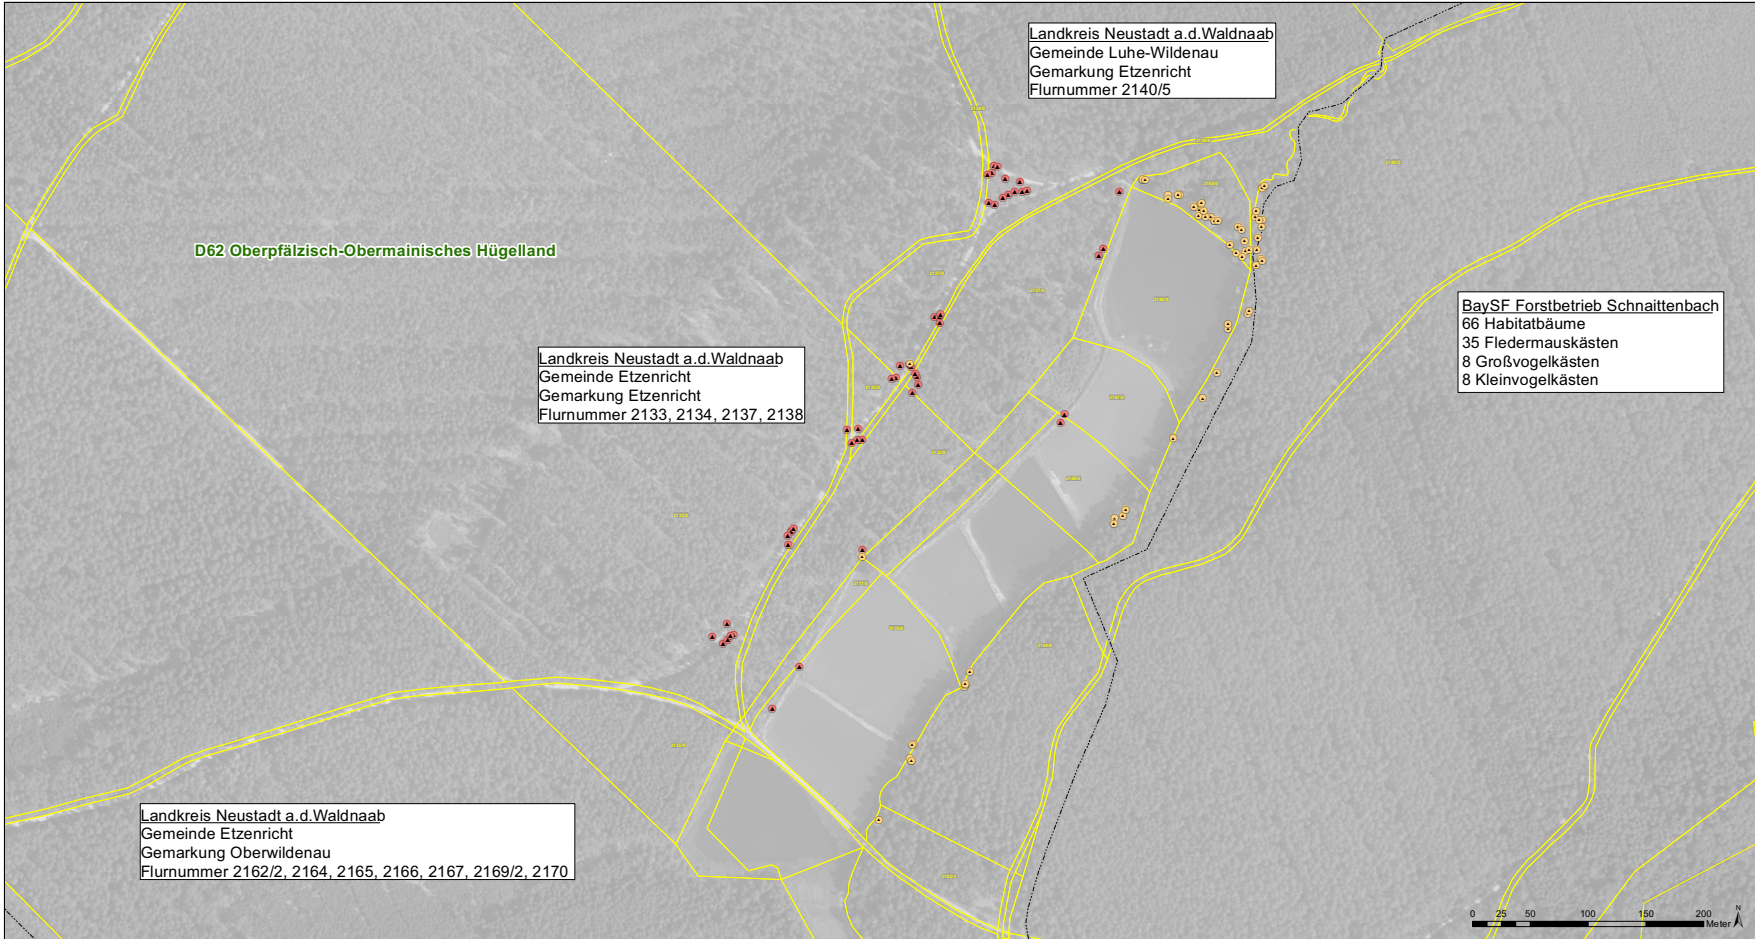 Landkreis Neustadt a.d.Waldnaab
Gemeinde Luhe-Wildenau
Gemarkung Etzenricht
Flurnummer 2140/5
D62 Oberpfälzisch-Obermainisches Hügelland
BaySF Forstbetrieb Schnaittenbach
66 Habitatbäume
35 Fledermauskästen
8 Großvogelkästen
8 Kleinvogelkästen
Landkreis Neustadt a.d.Waldnaab
Gemeinde Etzenricht
Gemarkung Etzenricht
Flurnummer 2133, 2134, 2137, 2138
Landkreis Neustadt a.d.Waldnaab
Gemeinde Etzenricht
Gemarkung Oberwildenau
Flurnummer 2162/2, 2164, 2165, 2166, 2167, 2169/2, 2170
0 25 50 100 150 200
Meter
N